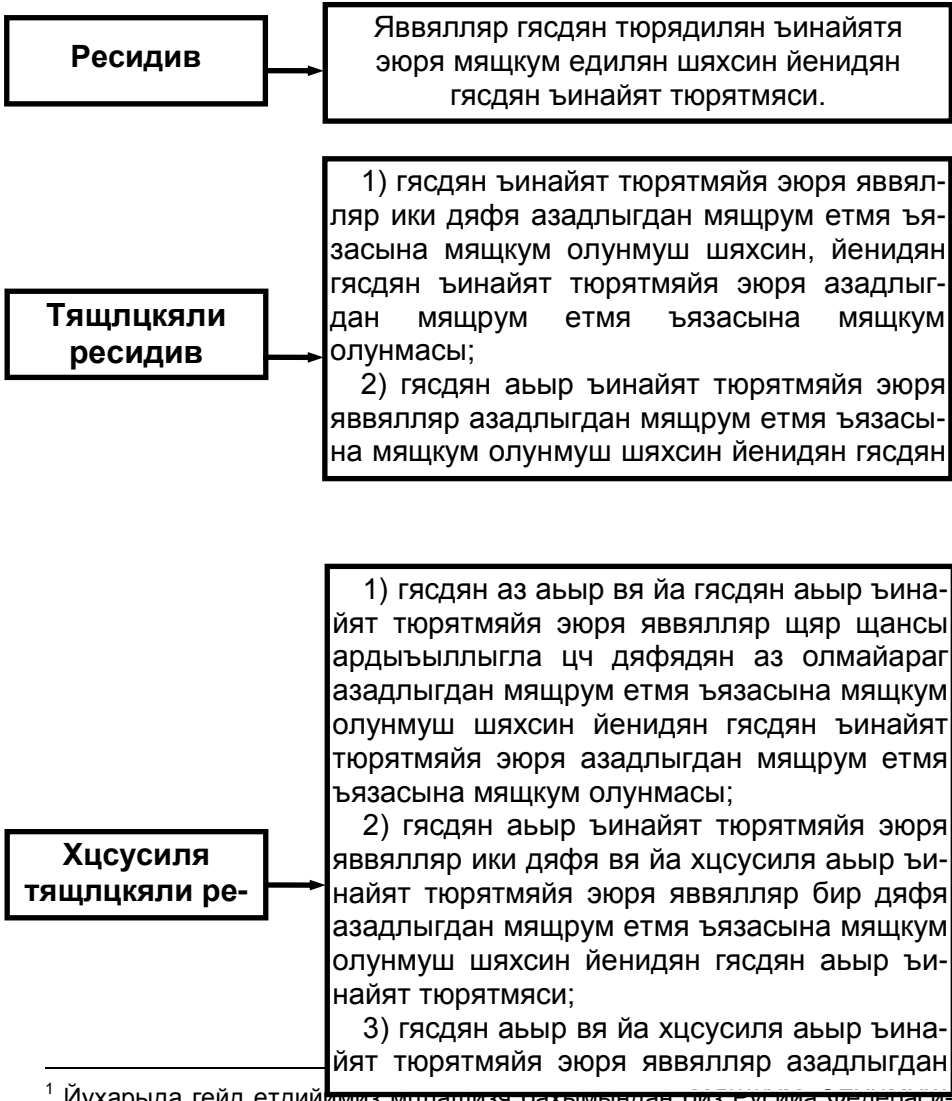 Ресидив
Яввялляр гясдян тюрядилян ъинайятя
эюря мящкум едилян шяхсин йенидян
гясдян ъинайят тюрятмяси.
Тящлцкяли
ресидив
1) гясдян ъинайят тюрятмяйя эюря яввял-
ляр ики дяфя азадлыгдан мящрум етмя ъя-
засына мящкум олунмуш шяхсин, йенидян
гясдян ъинайят тюрятмяйя эюря азадлыг-
дан мящрум етмя ъязасына мящкум
олунмасы;
2) гясдян аьыр ъинайят тюрятмяйя эюря
яввялляр азадлыгдан мящрум етмя ъязасы-
на мящкум олунмуш шяхсин йенидян гясдян
Хцсусиля
тящлцкяли ре-
1) гясдян аз аьыр вя йа гясдян аьыр ъина-
йят тюрятмяйя эюря яввялляр щяр щансы
ардыъыллыгла цч дяфядян аз олмайараг
азадлыгдан мящрум етмя ъязасына мящкум
олунмуш шяхсин йенидян гясдян ъинайят
тюрятмяйя эюря азадлыгдан мящрум етмя
ъязасына мящкум олунмасы;
2) гясдян аьыр ъинайят тюрятмяйя эюря
яввялляр ики дяфя вя йа хцсусиля аьыр ъи-
найят тюрятмяйя эюря яввялляр бир дяфя
азадлыгдан мящрум етмя ъязасына мящкум
олунмуш шяхсин йенидян гясдян аьыр ъи-
найят тюрятмяси;
3) гясдян аьыр вя йа хцсусиля аьыр ъина-
йят тюрятмяйя эюря яввялляр азадлыгдан
1 Йухарыда гейд етдийимиз